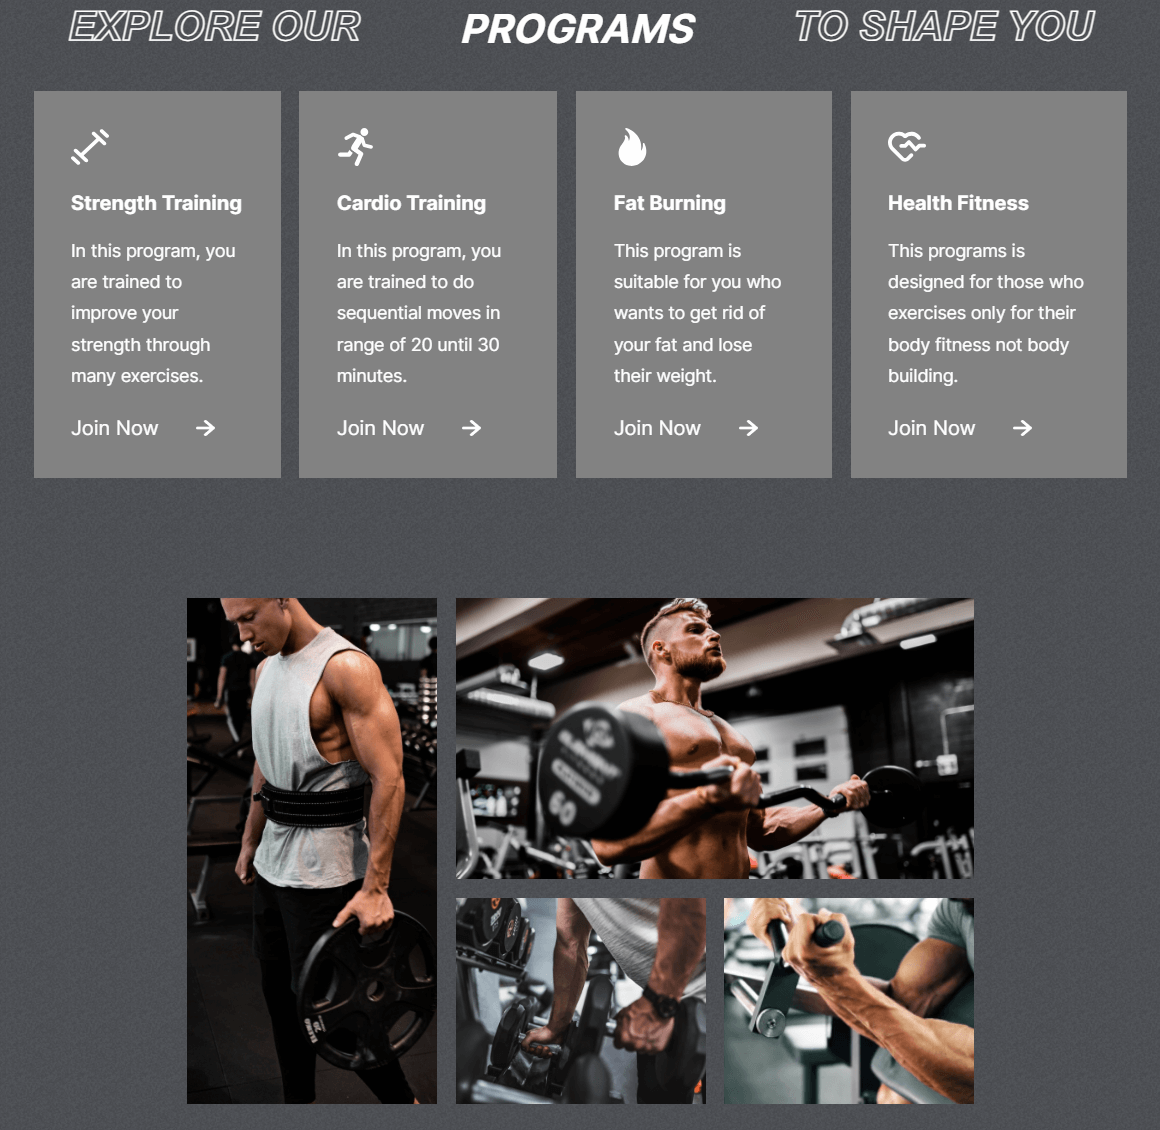 EXPLORE OUR PROGRAMS TO SHAPE YOU
Strength Training
In this program, you
are trained to
improve your
strength through
many exercises.
Join Now
Cardio Training
In this program, you
are trained to do
sequential moves in
range of 20 until 30
minutes.
Join Now
Fat Burning
This program is
suitable for you who
wants to get rid of
your fat and lose
their weight.
Join Now
Health Fitness
This programs is
designed for those who
exercises only for their
body fitness not body
building.
Join Now
60